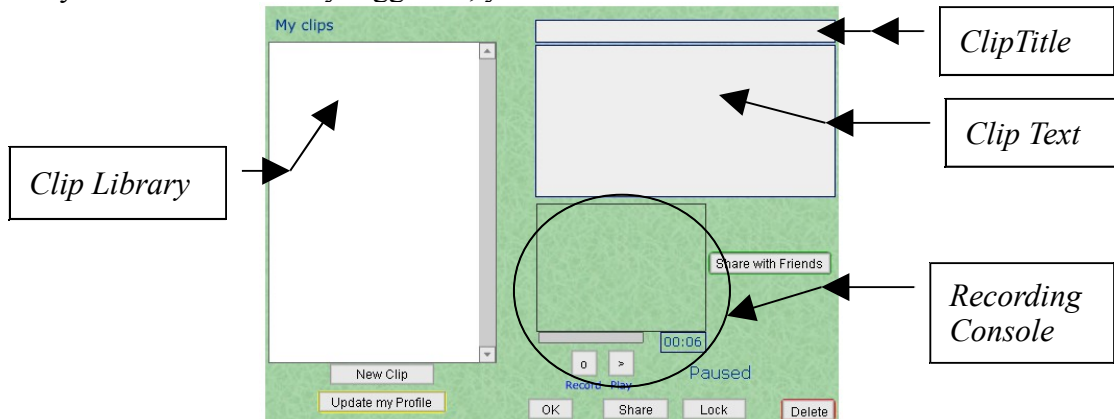 My clips
ClipTitle
Clip Text
Clip Library
Share with Friends
Recording
Console
00:06
o >
Record Play
Paused
New Clip
Update my Profile
OK Share Lock Delete